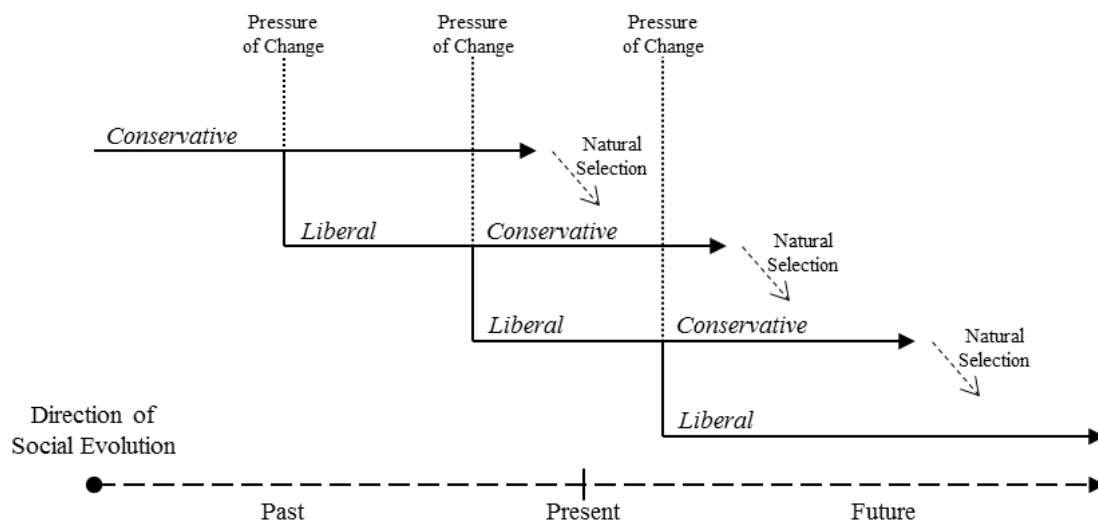 Pressure
of Change
Pressure
of Change
Pressure
of Change
Conservative
Natural
Selection
Liberal
Conservative
Natural
Selection
Liberal
Conservative
Natural
Selection
Direction of
Social Evolution
Liberal
Past
Present
Future